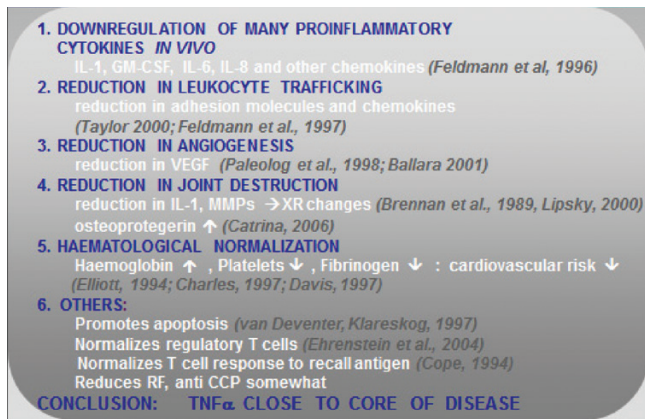 1. DOWNREGULATION OF MANY PROINFLAMMATORY
CYTOKINES IN VIVO
IL-1, GM-CSF, IL-6, IL-8 and other chemokines (Feldmann et al, 1996)
2. REDUCTION IN LEUKOCYTE TRAFFICKING
reduction in adhesion molecules and chemokines
(Taylor 2000; Feldmann et al., 1997)
3. REDUCTION IN ANGIOGENESIS
reduction in VEGF (Paleolog et al., 1998; Ballara 2001)
4. REDUCTION IN JOINT DESTRUCTION
reduction in IL-1, MMPs →XR changes (Brennan et al., 1989, Lipsky, 2000)
osteoprotegerin ↑ (Catrina, 2006)
5. HAEMATOLOGICAL NORMALIZATION
Haemoglobin ↑ , Platelets ↓ , Fibrinogen ↓ : cardiovascular risk ↓
(Elliott, 1994; Charles, 1997; Davis, 1997)
6. OTHERS:
Promotes apoptosis (van Deventer, Klareskog, 1997)
Normalizes regulatory T cells (Ehrenstein et al., 2004)
Normalizes T cell response to recall antigen (Cope, 1994)
Reduces RF, anti CCP somewhat
CONCLUSION: TNFα CLOSE TO CORE OF DISEASE